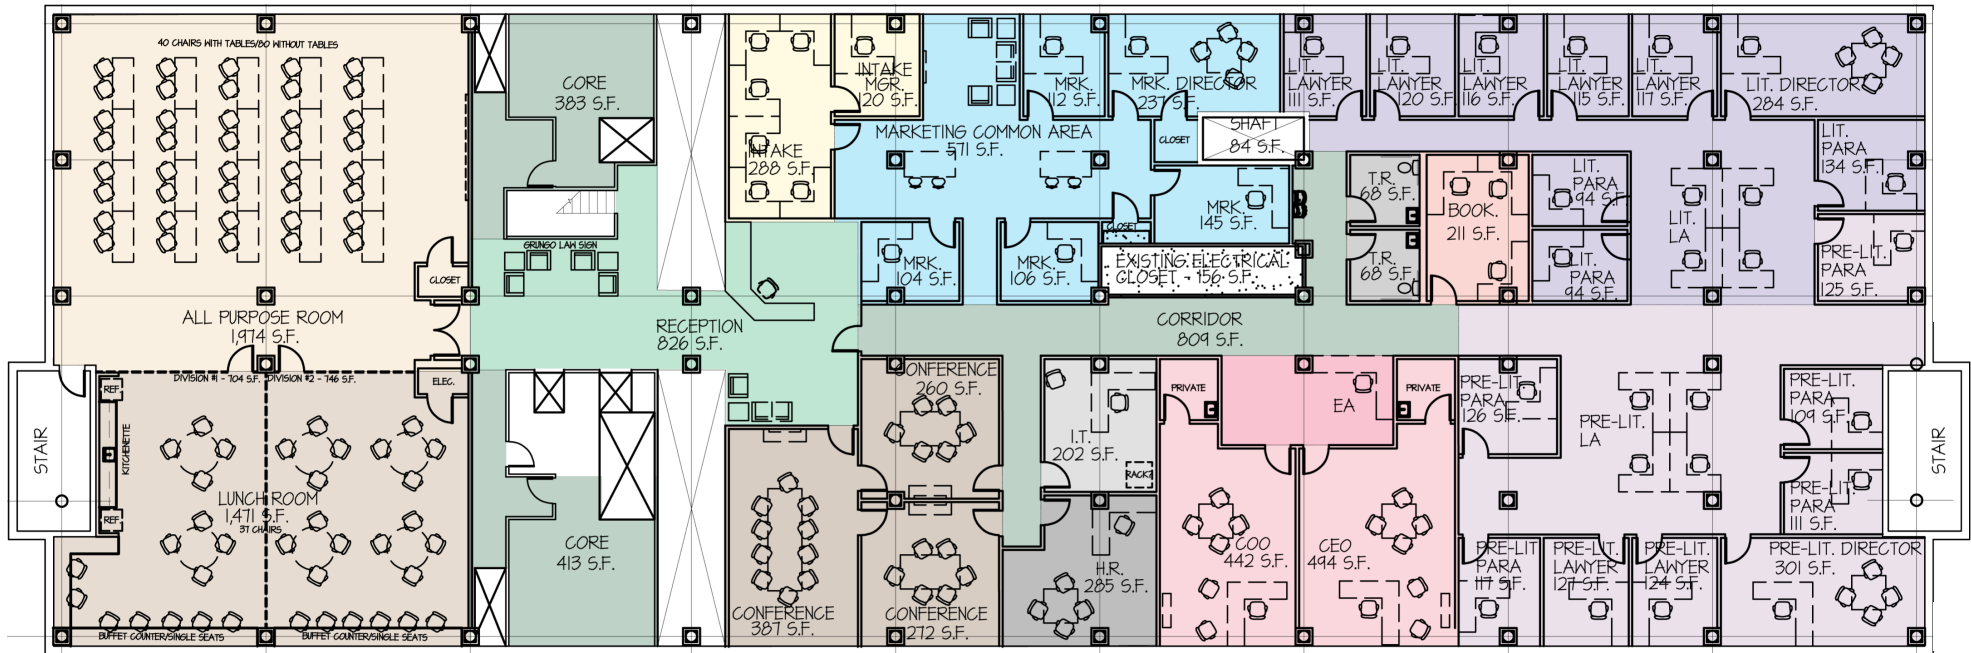 40 CHAIRS WITH TABLES/80 WITHOUT TABLES
CLOSET
ALL PURPOSE ROOM
1,974 S.F.
DIVISION #1 - 704 S.F.
DIVISION #2 - 746 S.F.
ELEC.
REF.
KITCHENETTE
REF.
STAIR
LUNCH ROOM
1,471 S.F.
37 CHAIRS
BUFFET COUNTER/SINGLE SEATS
BUFFET COUNTER/SINGLE SEATS
CORE
383 S.F.
GRUNGO LAW SIGN
RECEPTION
826 S.F.
CORE
413 S.F.
INTAKE
288 S.F.
INTAKE
MGR.
120 S.F.
MARKETING COMMON AREA
571 S.F.
MRK.
112 S.F.
MRK. DIRECTOR
237 S.F.
CLOSET
SHAFT
84 S.F.
MRK.
145 S.F.
CLOSET
MRK.
104 S.F.
MRK.
106 S.F.
EXISTING ELECTRICAL
CLOSET - 156 S.F.
CORRIDOR
809 S.F.
LIT.
LAWYER
111 S.F.
LIT.
LAWYER
120 S.F.
LIT.
LAWYER
116 S.F.
LIT.
LAWYER
115 S.F.
LIT.
LAWYER
117 S.F.
LIT. DIRECTOR
284 S.F.
T.R.
68 S.F.
T.R.
68 S.F.
BOOK.
211 S.F.
LIT.
PARA
94 S.F.
LIT.
PARA
94 S.F.
LIT.
LA
LIT.
PARA
134 S.F.
PRE-LIT.
PARA
125 S.F.
CONFERENCE
260 S.F.
CONFERENCE
387 S.F.
CONFERENCE
272 S.F.
I.T.
202 S.F.
RACKS
H.R.
285 S.F.
PRIVATE
EA
PRIVATE
COO
442 S.F.
CEO
494 S.F.
PRE-LIT.
PARA
126 S.F.
PRE-LIT.
LA
PRE-LIT.
PARA
109 S.F.
PRE-LIT.
PARA
111 S.F.
PRE-LIT.
PARA
117 S.F.
PRE-LIT.
LAWYER
127 S.F.
PRE-LIT.
LAWYER
124 S.F.
PRE-LIT. DIRECTOR
301 S.F.
STAIR